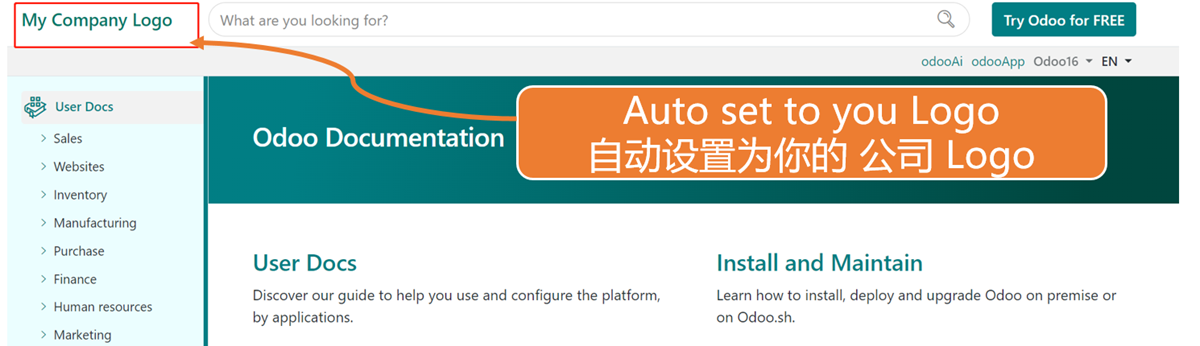 My Company Logo
What are you looking for?
Try Odoo for FREE
odooAi odooApp Odoo16 EN
User Docs
Sales
Websites
Inventory
Manufacturing
Purchase
Finance
Human resources
Marketing
Odoo Documentation
Auto set to you Logo
自动设置为你的 公司 Logo
User Docs
Discover our guide to help you use and configure the platform,
by applications.
Install and Maintain
Learn how to install, deploy and upgrade Odoo on premise or
on Odoo.sh.